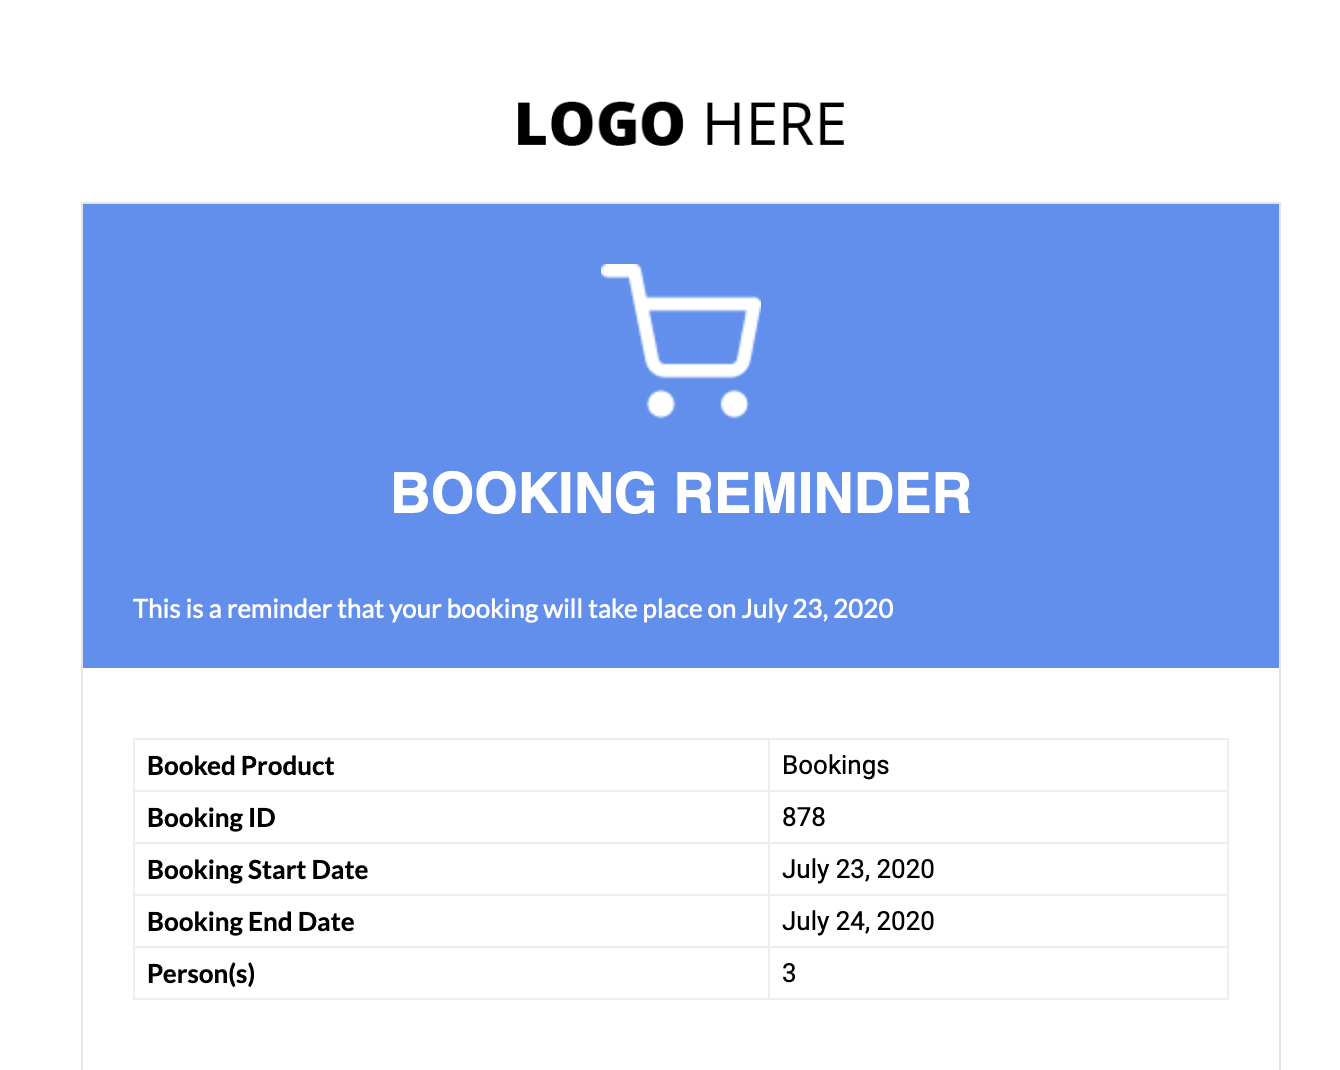 LOGO HERE
BOOKING REMINDER
This is a reminder that your booking will take place on July 23, 2020
Booked Product Bookings
Booking ID 878
Booking Start Date July 23, 2020
Booking End Date July 24, 2020
Person(s) 3